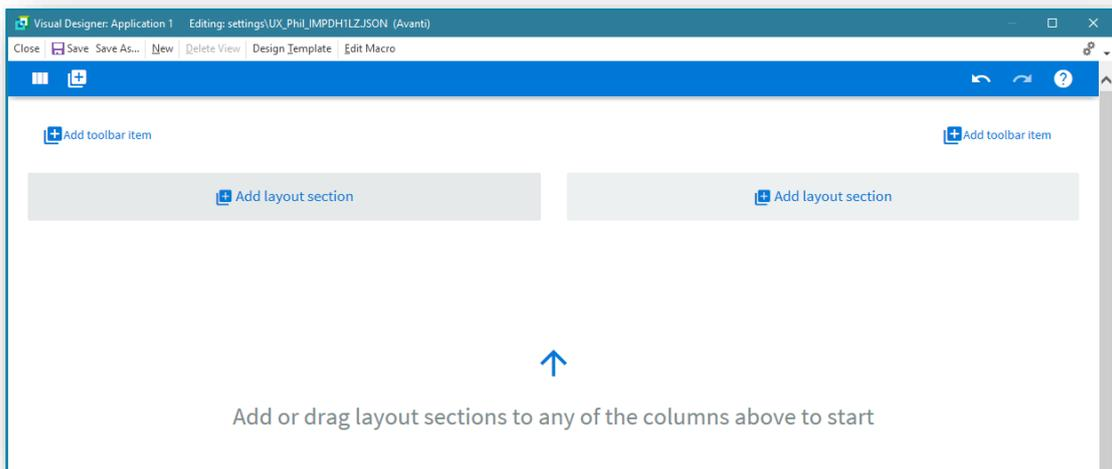 Visual Designer: Application 1 Editing: settings\UX_Phil_IMPDH1LZ.JSON (Avanti)
Close Save Save As... New Delete View Design Template Edit Macro
Add toolbar item Add toolbar item
Add layout section Add layout section
Add or drag layout sections to any of the columns above to start